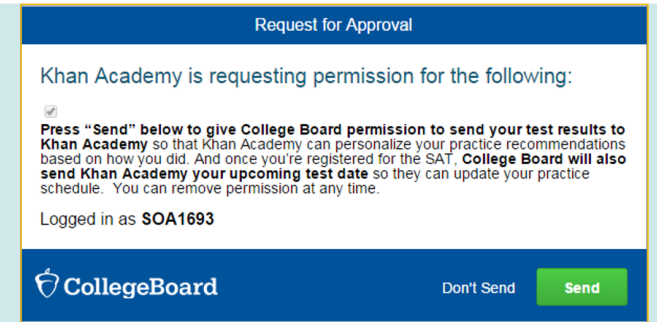 Request for Approval
Khan Academy is requesting permission for the following:
Press “Send” below to give College Board permission to send your test results to
Khan Academy so that Khan Academy can personalize your practice recommendations
based on how you did. And once you’re registered for the SAT, College Board will also
send Khan Academy your upcoming test date so they can update your practice
schedule.  You can remove permission at any time.
Logged in as SOA1693
CollegeBoard
Don't Send
Send